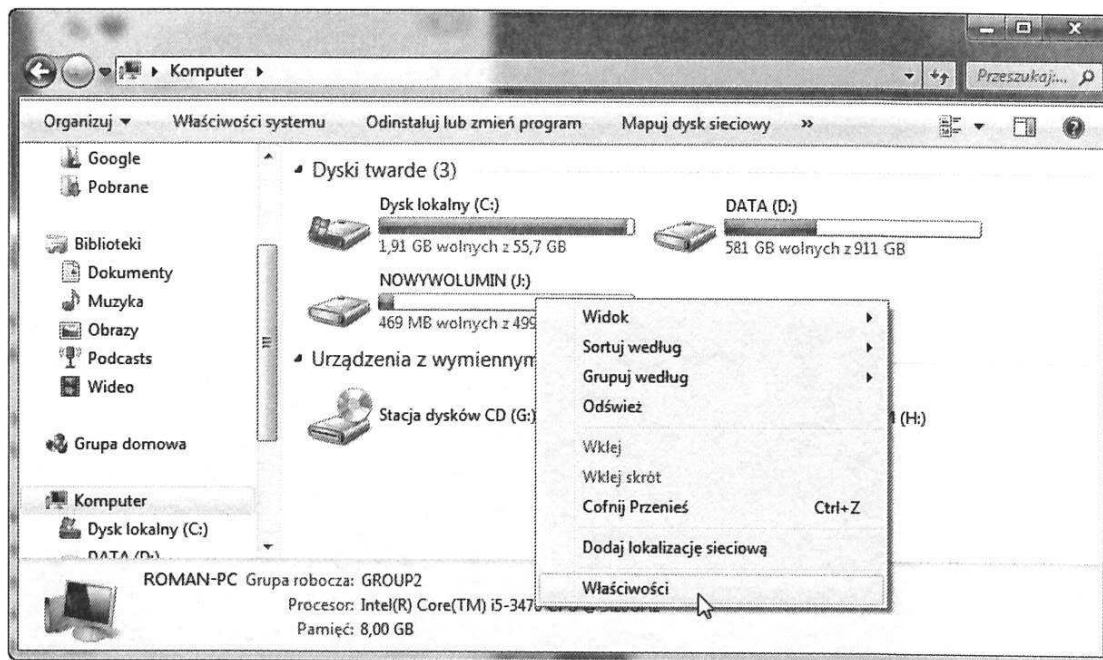 Komputer
Przeszukaj:...
Organizuj Właściwości systemu Odinstaluj lub zmień program Mapuj dysk sieciowy »
Google
Pobrane
Biblioteki
Dokumenty
Muzyka
Obrazy
Podcasts
Wideo
Grupa domowa
Komputer
Dysk lokalny (C:)
DATA (D:)
Dyski twarde (3)
Dysk lokalny (C:)
1,91 GB wolnych z 55,7 GB
DATA (D:)
581 GB wolnych z 911 GB
NOWYWOLUMIN (J:)
469 MB wolnych z 499
Urządzenia z wymiennym
Stacja dysków CD (G:)
(H:)
Widok
Sortuj według
Grupuj według
Odśwież
Wklej
Wklej skrót
Cofnij Przenieś Ctrl+Z
Dodaj lokalizację sieciową
Właściwości
ROMAN-PC Grupa robocza: GROUP2
Procesor: Intel(R) Core(TM) i5-3470
Pamięć: 8,00 GB